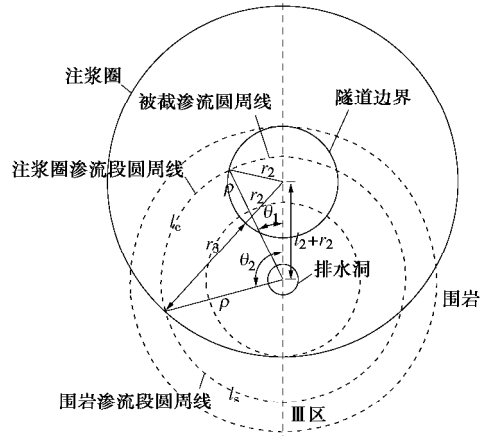 注浆圈
被截渗流圆周线
隧道边界
注浆圈渗流段圆周线
r₂
ρ
r₂
θ₁
l′c
r₃
l₂+r₂
θ₂
排水洞
围岩
ρ
围岩渗流段圆周线
Ⅲ区